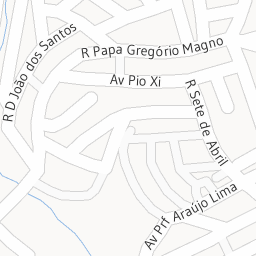 R Papa Gregório Magno
R D João dos Santos
Av Pio Xi
R Sete de Abril
Av Prf Araújo Lima